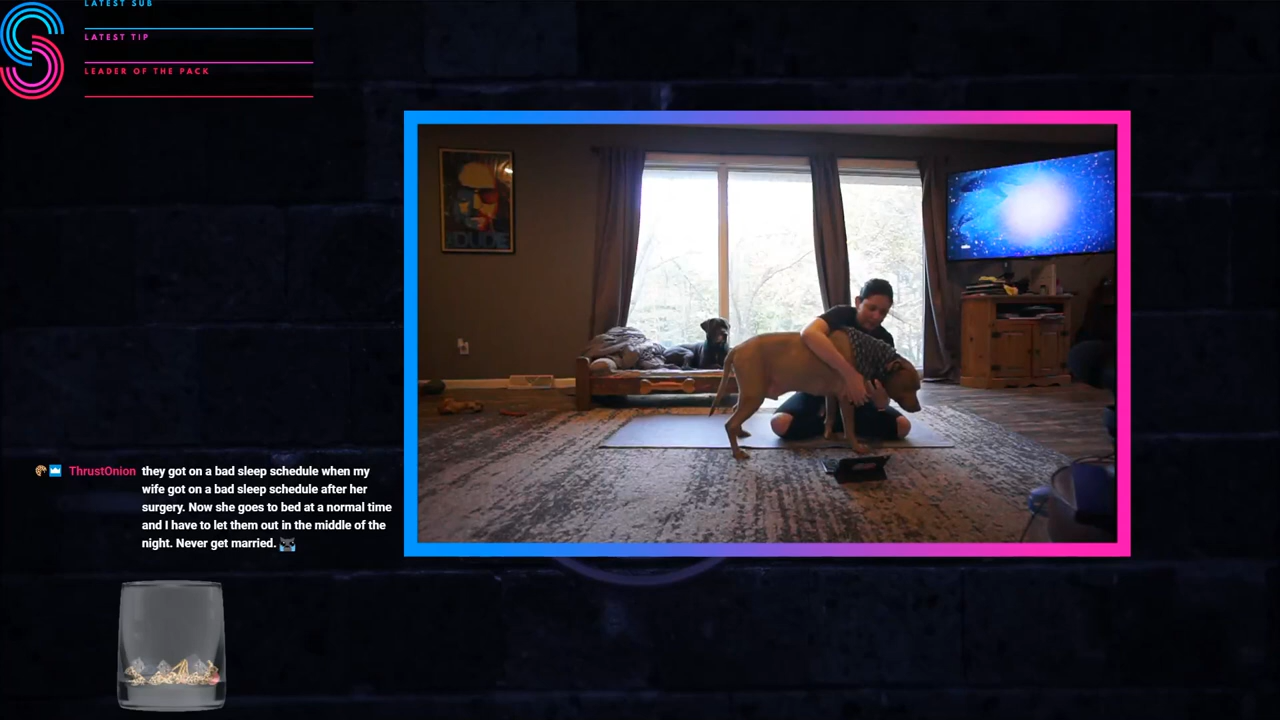 LATEST SUB
LATEST TIP
LEADER OF THE PACK
DUDE
ThrustOnion they got on a bad sleep schedule when my
wife got on a bad sleep schedule after her
surgery. Now she goes to bed at a normal time
and I have to let them out in the middle of the
night. Never get married.